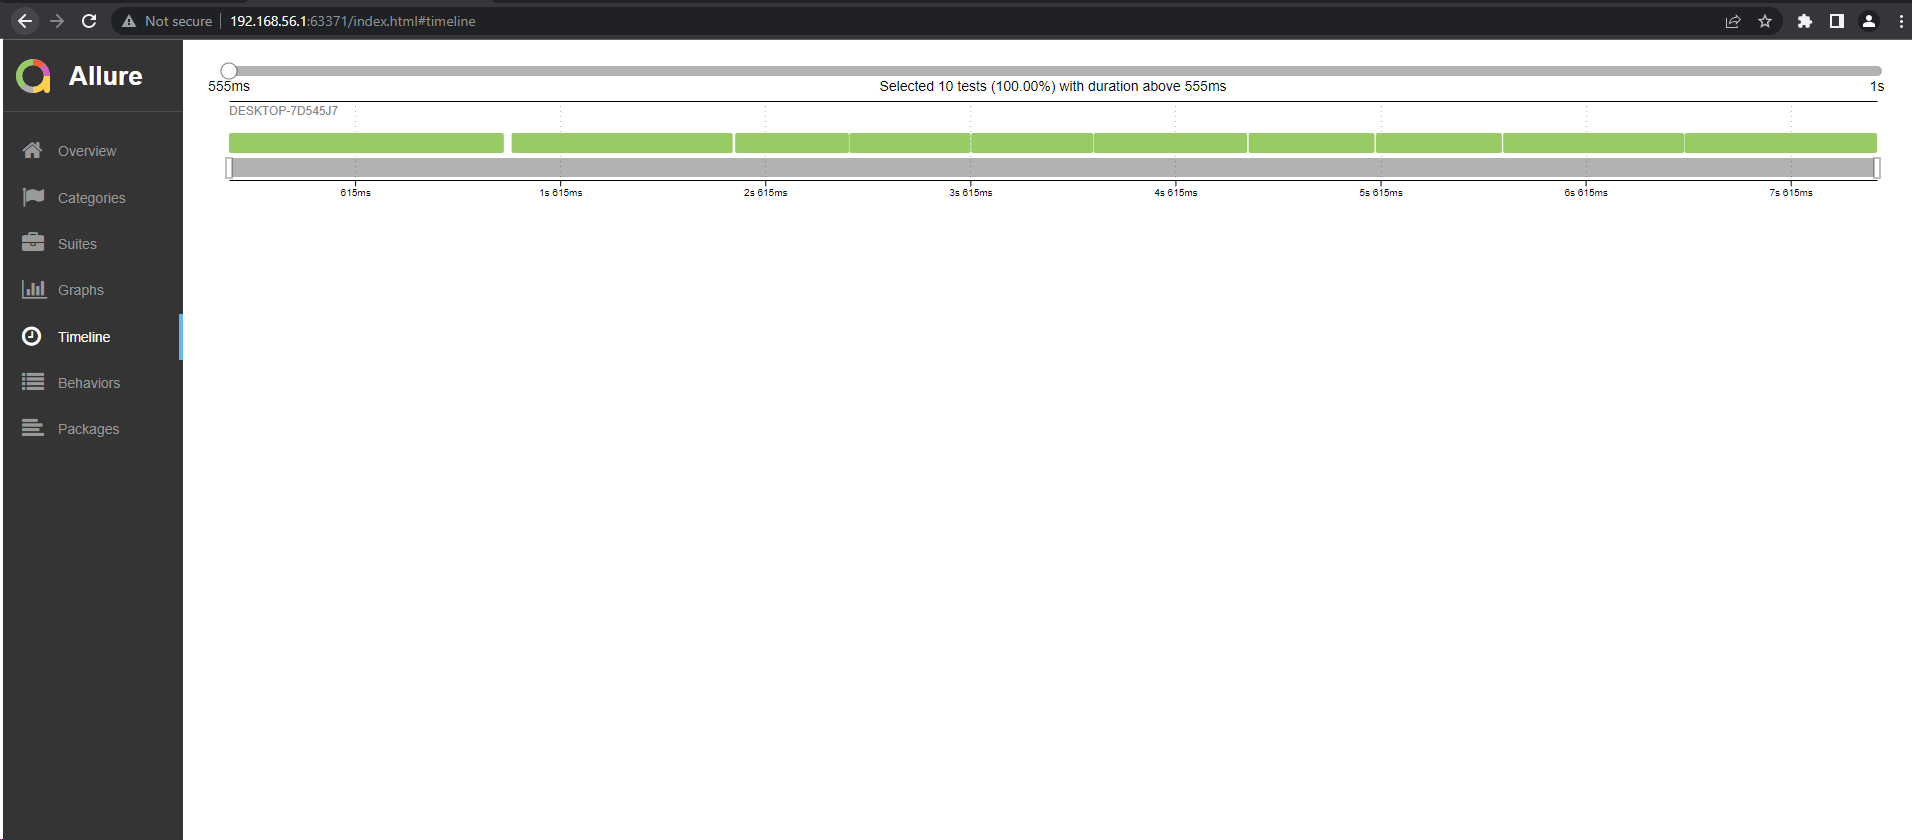 Not secure 192.168.56.1:63371/index.html#timeline
Allure
Overview
Categories
Suites
Graphs
Timeline
Behaviors
Packages
555ms Selected 10 tests (100.00%) with duration above 555ms 1s
DESKTOP-7D545J7
615ms 1s 615ms 2s 615ms 3s 615ms 4s 615ms 5s 615ms 6s 615ms 7s 615ms